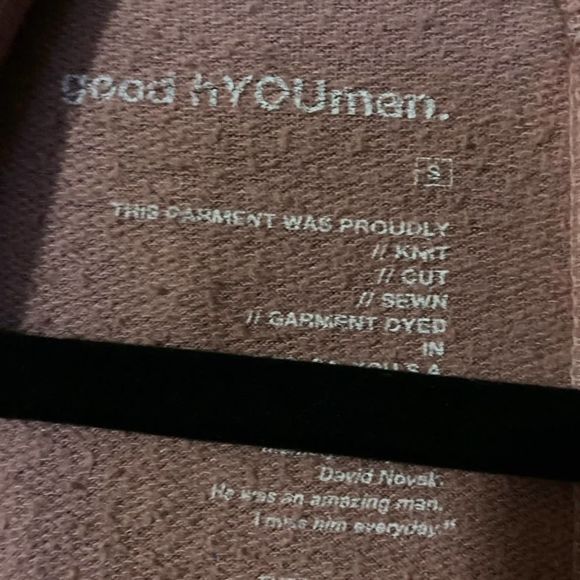 good hYOUman.
S
THIS GARMENT WAS PROUDLY
// KNIT
// CUT
// SEWN
// GARMENT DYED
IN
David Novak.
He was an amazing man.
I miss him everyday."